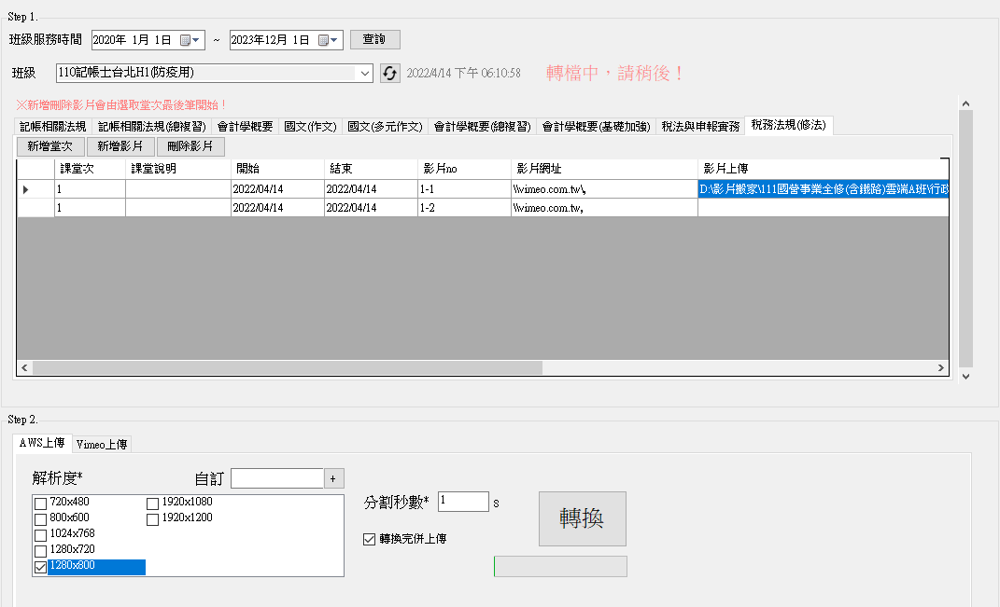 Step 1.
班級服務時間 2020年 1月 1日 ~ 2023年12月 1日 查詢
班級 110記帳士台北H1(防疫用) 2022/4/14 下午 06:10:58 轉檔中，請稍後！
※新增刪除影片會由選取堂次最後筆開始！
記帳相關法規 記帳相關法規(總複習) 會計學概要 國文(作文) 國文(多元作文) 會計學概要(總複習) 會計學概要(基礎加強) 稅法與申報實務 稅務法規(修法)
新增堂次 新增影片 刪除影片
課堂次 課堂說明 開始 結束 影片no 影片網址 影片上傳
1 2022/04/14 2022/04/14 1-1 \\vimeo.com.tw\, D:\影片搬家\111國營事業全修(含鐵路)雲端A班\行政
1 2022/04/14 2022/04/14 1-2 \\vimeo.com.tw,
Step 2.
AWS上傳 Vimeo上傳
解析度* 自訂 +
720x480 1920x1080
800x600 1920x1200
1024x768
1280x720
1280x800
分割秒數* 1 s
轉換完併上傳
轉換